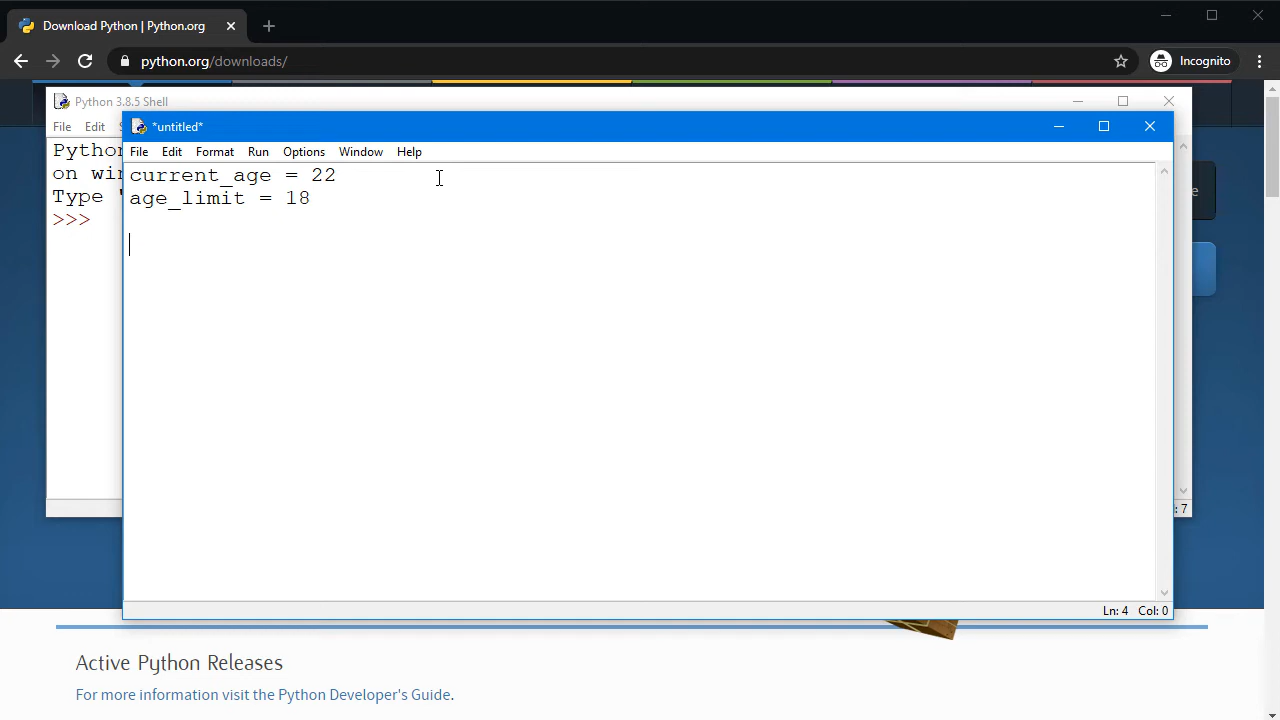 Download Python | Python.org
python.org/downloads/
Incognito
Python 3.8.5 Shell
File Edit
*untitled*
File Edit Format Run Options Window Help
Python
on win
Type "
>>>
current_age = 22
age_limit = 18
e
: 7
Ln: 4 Col: 0
Active Python Releases
For more information visit the Python Developer's Guide.